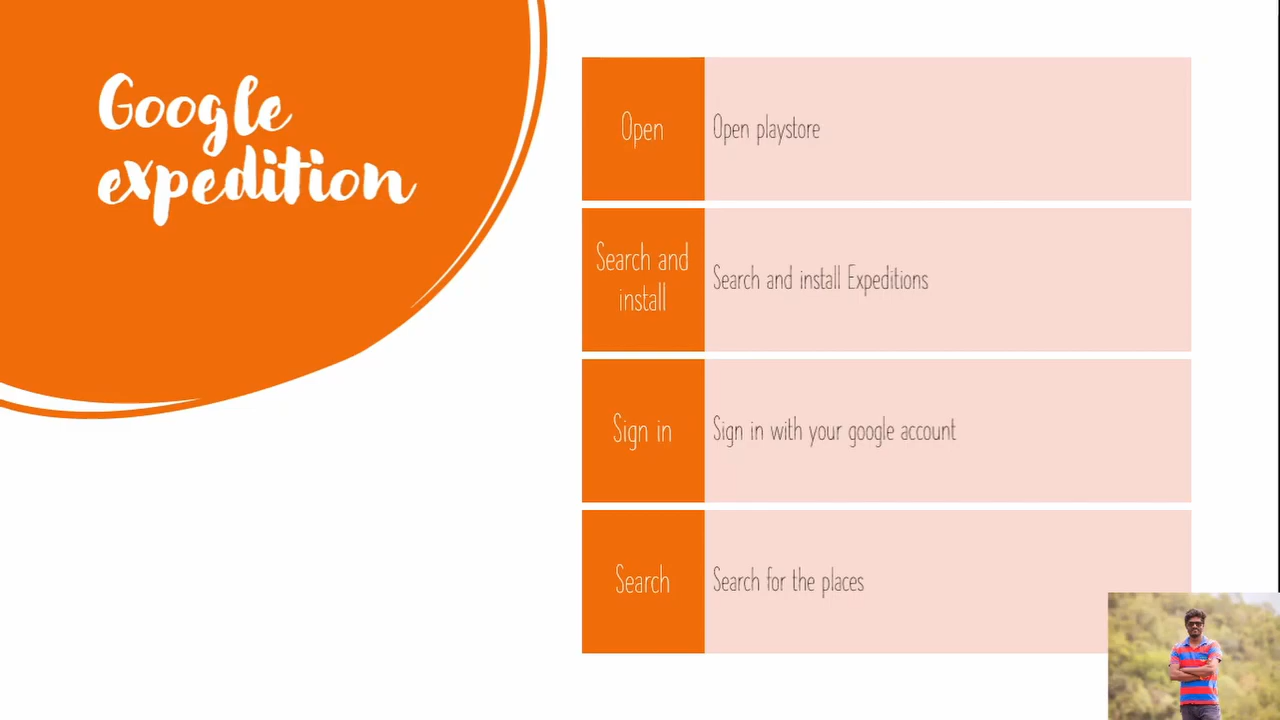 Google
expedition
Open
Open playstore
Search and
install
Search and install Expeditions
Sign in
Sign in with your google account
Search
Search for the places